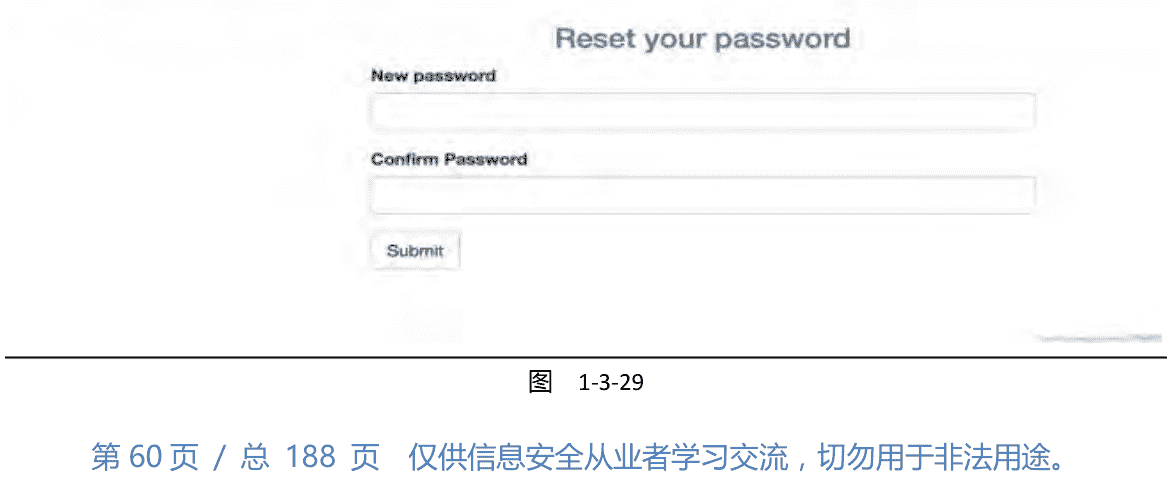 Reset your password
New password
Confirm Password
Submit
图 1-3-29
第 60 页 / 总 188 页 仅供信息安全从业者学习交流，切勿用于非法用途。